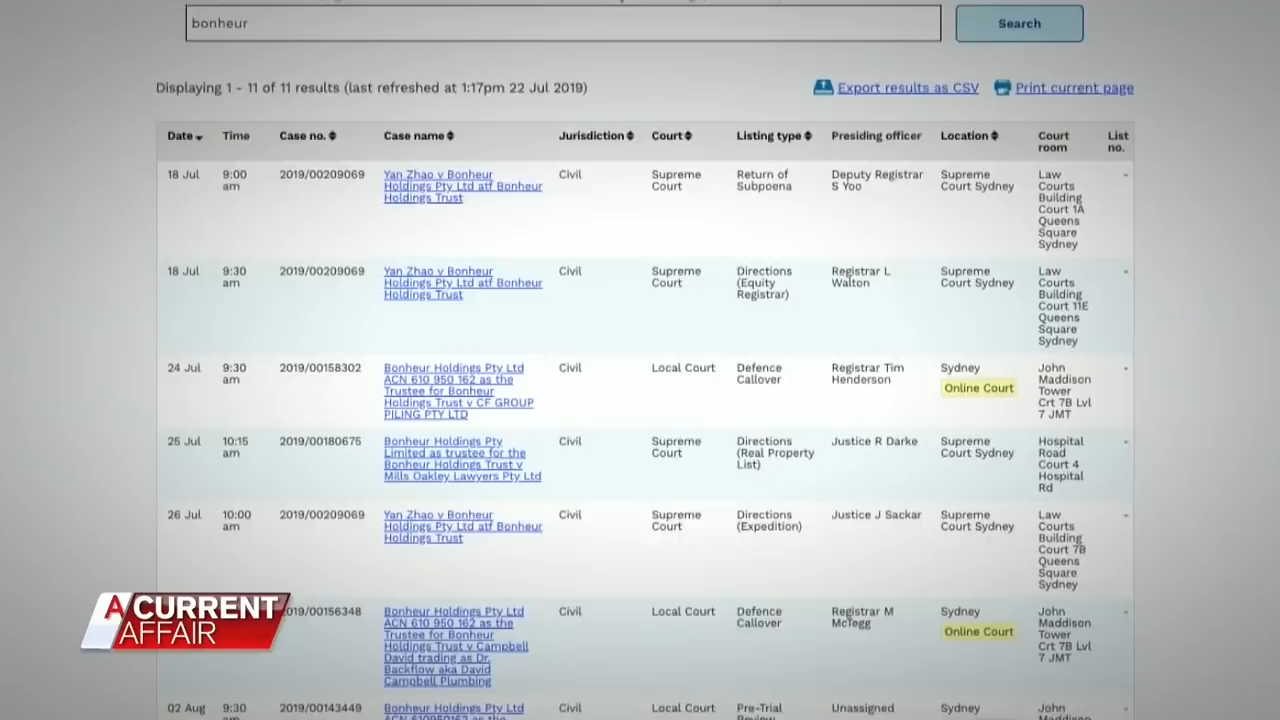 bonheur
Search
Displaying 1 - 11 of 11 results (last refreshed at 1:17pm 22 Jul 2019)
Export results as CSV
Print current page
Date Time Case no. Case name Jurisdiction Court Listing type Presiding officer Location Court room List no.
18 Jul
9:00 am
2019/00209069
Yan Zhao v Bonheur
Holdings Pty Ltd atf Bonheur
Holdings Trust
Civil
Supreme
Court
Return of
Subpoena
Deputy Registrar
S Yoo
Supreme
Court Sydney
Law
Courts
Building
Court 1A
Queens
Square
Sydney
-
18 Jul
9:30 am
2019/00209069
Yan Zhao v Bonheur
Holdings Pty Ltd atf Bonheur
Holdings Trust
Civil
Supreme
Court
Directions
(Equity
Registrar)
Registrar L
Walton
Supreme
Court Sydney
Law
Courts
Building
Court 11E
Queens
Square
Sydney
-
24 Jul
9:30 am
2019/00158302
Bonheur Holdings Pty Ltd
ACN 610 950 162 as the
Trustee for Bonheur
Holdings Trust v CF GROUP
PILING PTY LTD
Civil
Local Court
Defence
Callover
Registrar Tim
Henderson
Sydney
Online Court
John
Maddison
Tower
Crt 7B Lvl
7 JMT
-
25 Jul
10:15 am
2019/00180675
Bonheur Holdings Pty
Limited as trustee for the
Bonheur Holdings Trust v
Mills Oakley Lawyers Pty Ltd
Civil
Supreme
Court
Directions
(Real Property
List)
Justice R Darke
Supreme
Court Sydney
Hospital
Road
Court 4
Hospital
Rd
-
26 Jul
10:00 am
2019/00209069
Yan Zhao v Bonheur
Holdings Pty Ltd atf Bonheur
Holdings Trust
Civil
Supreme
Court
Directions
(Expedition)
Justice J Sackar
Supreme
Court Sydney
Law
Courts
Building
Court 7B
Queens
Square
Sydney
-
A CURRENT
AFFAIR
2019/00156348
Bonheur Holdings Pty Ltd
ACN 610 950 162 as the
Trustee for Bonheur
Holdings Trust v Campbell
David trading as Dr.
Backflow aka David
Campbell Plumbing
Civil
Local Court
Defence
Callover
Registrar M
McTegg
Sydney
Online Court
John
Maddison
Tower
Crt 7B Lvl
7 JMT
-
02 Aug
9:30
2019/00143449
Bonheur Holdings Pty Ltd
ACN 610950162 as the
Civil
Local Court
Pre-Trial
Review
Unassigned
Sydney
John
Maddison
-